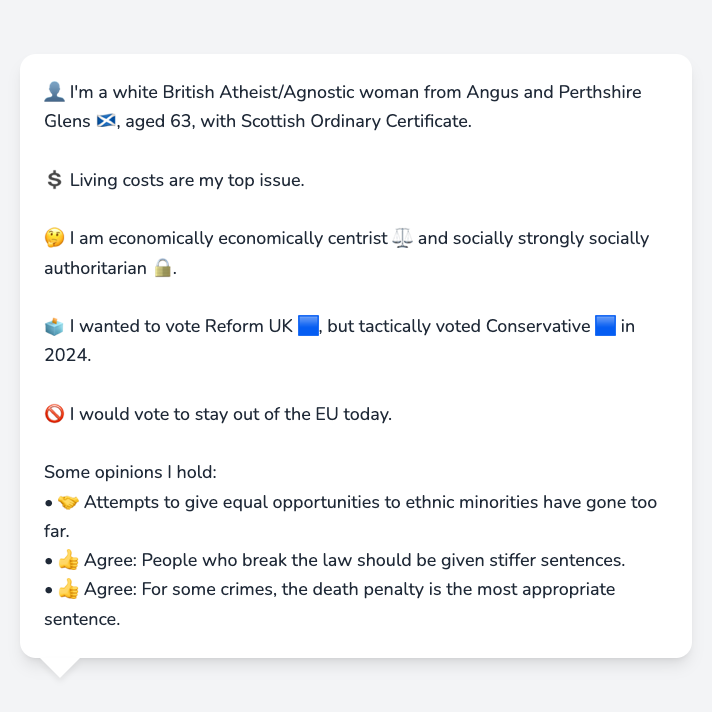 👤 I'm a white British Atheist/Agnostic woman from Angus and Perthshire
Glens 🏴󠁧󠁢󠁳󠁣󠁴󠁿, aged 63, with Scottish Ordinary Certificate.
💲 Living costs are my top issue.
🤔 I am economically economically centrist ⚖️ and socially strongly socially
authoritarian 🔒.
🗳️ I wanted to vote Reform UK 🟦, but tactically voted Conservative 🟦 in
2024.
🚫 I would vote to stay out of the EU today.
Some opinions I hold:
• 🤝 Attempts to give equal opportunities to ethnic minorities have gone too
far.
• 👍 Agree: People who break the law should be given stiffer sentences.
• 👍 Agree: For some crimes, the death penalty is the most appropriate
sentence.